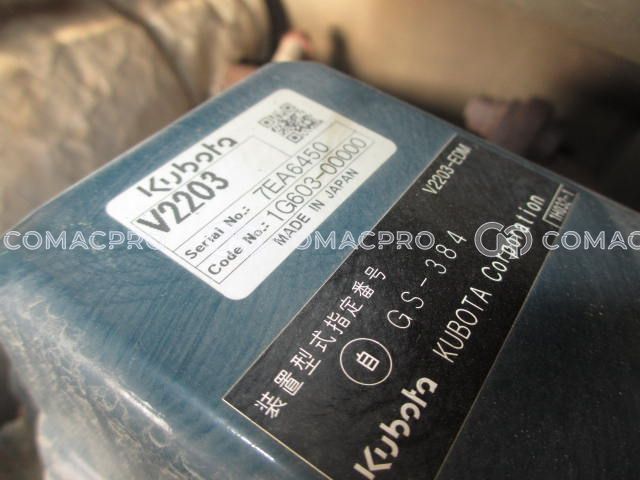 Kubota
V2203
Serial No.: 7EA6450
Code No.: 1G603-00000
MADE IN JAPAN
V2203-EDM
装置型式指定番号
自 GS-384
Kubota KUBOTA Corporation
COMACPRO
COMACPRO
COMACPRO